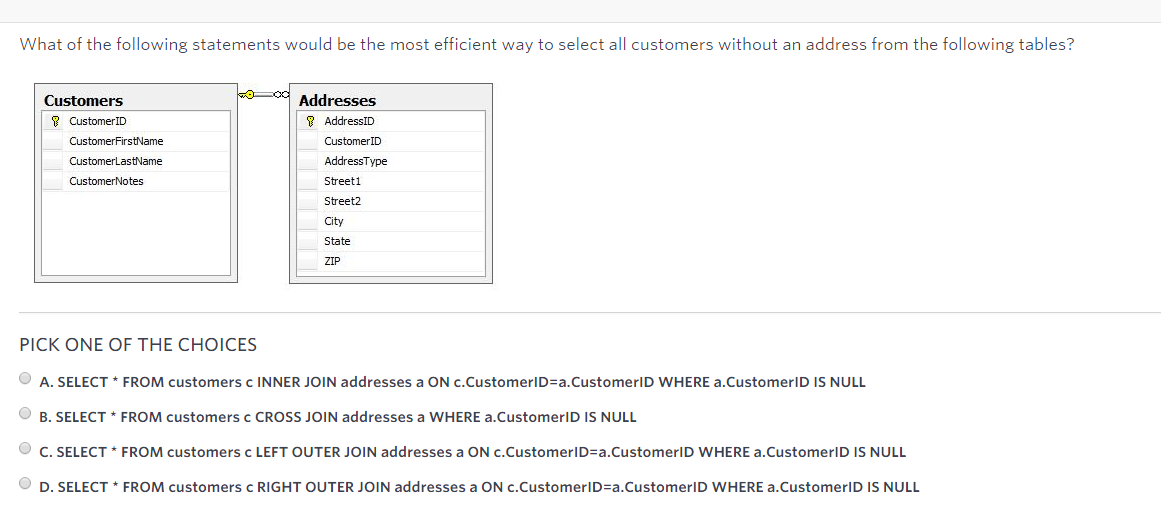 What of the following statements would be the most efficient way to select all customers without an address from the following tables?
Customers
CustomerID
CustomerFirstName
CustomerLastName
CustomerNotes
Addresses
AddressID
CustomerID
AddressType
Street1
Street2
City
State
ZIP
PICK ONE OF THE CHOICES
A. SELECT * FROM customers c INNER JOIN addresses a ON c.CustomerID=a.CustomerID WHERE a.CustomerID IS NULL
B. SELECT * FROM customers c CROSS JOIN addresses a WHERE a.CustomerID IS NULL
C. SELECT * FROM customers c LEFT OUTER JOIN addresses a ON c.CustomerID=a.CustomerID WHERE a.CustomerID IS NULL
D. SELECT * FROM customers c RIGHT OUTER JOIN addresses a ON c.CustomerID=a.CustomerID WHERE a.CustomerID IS NULL